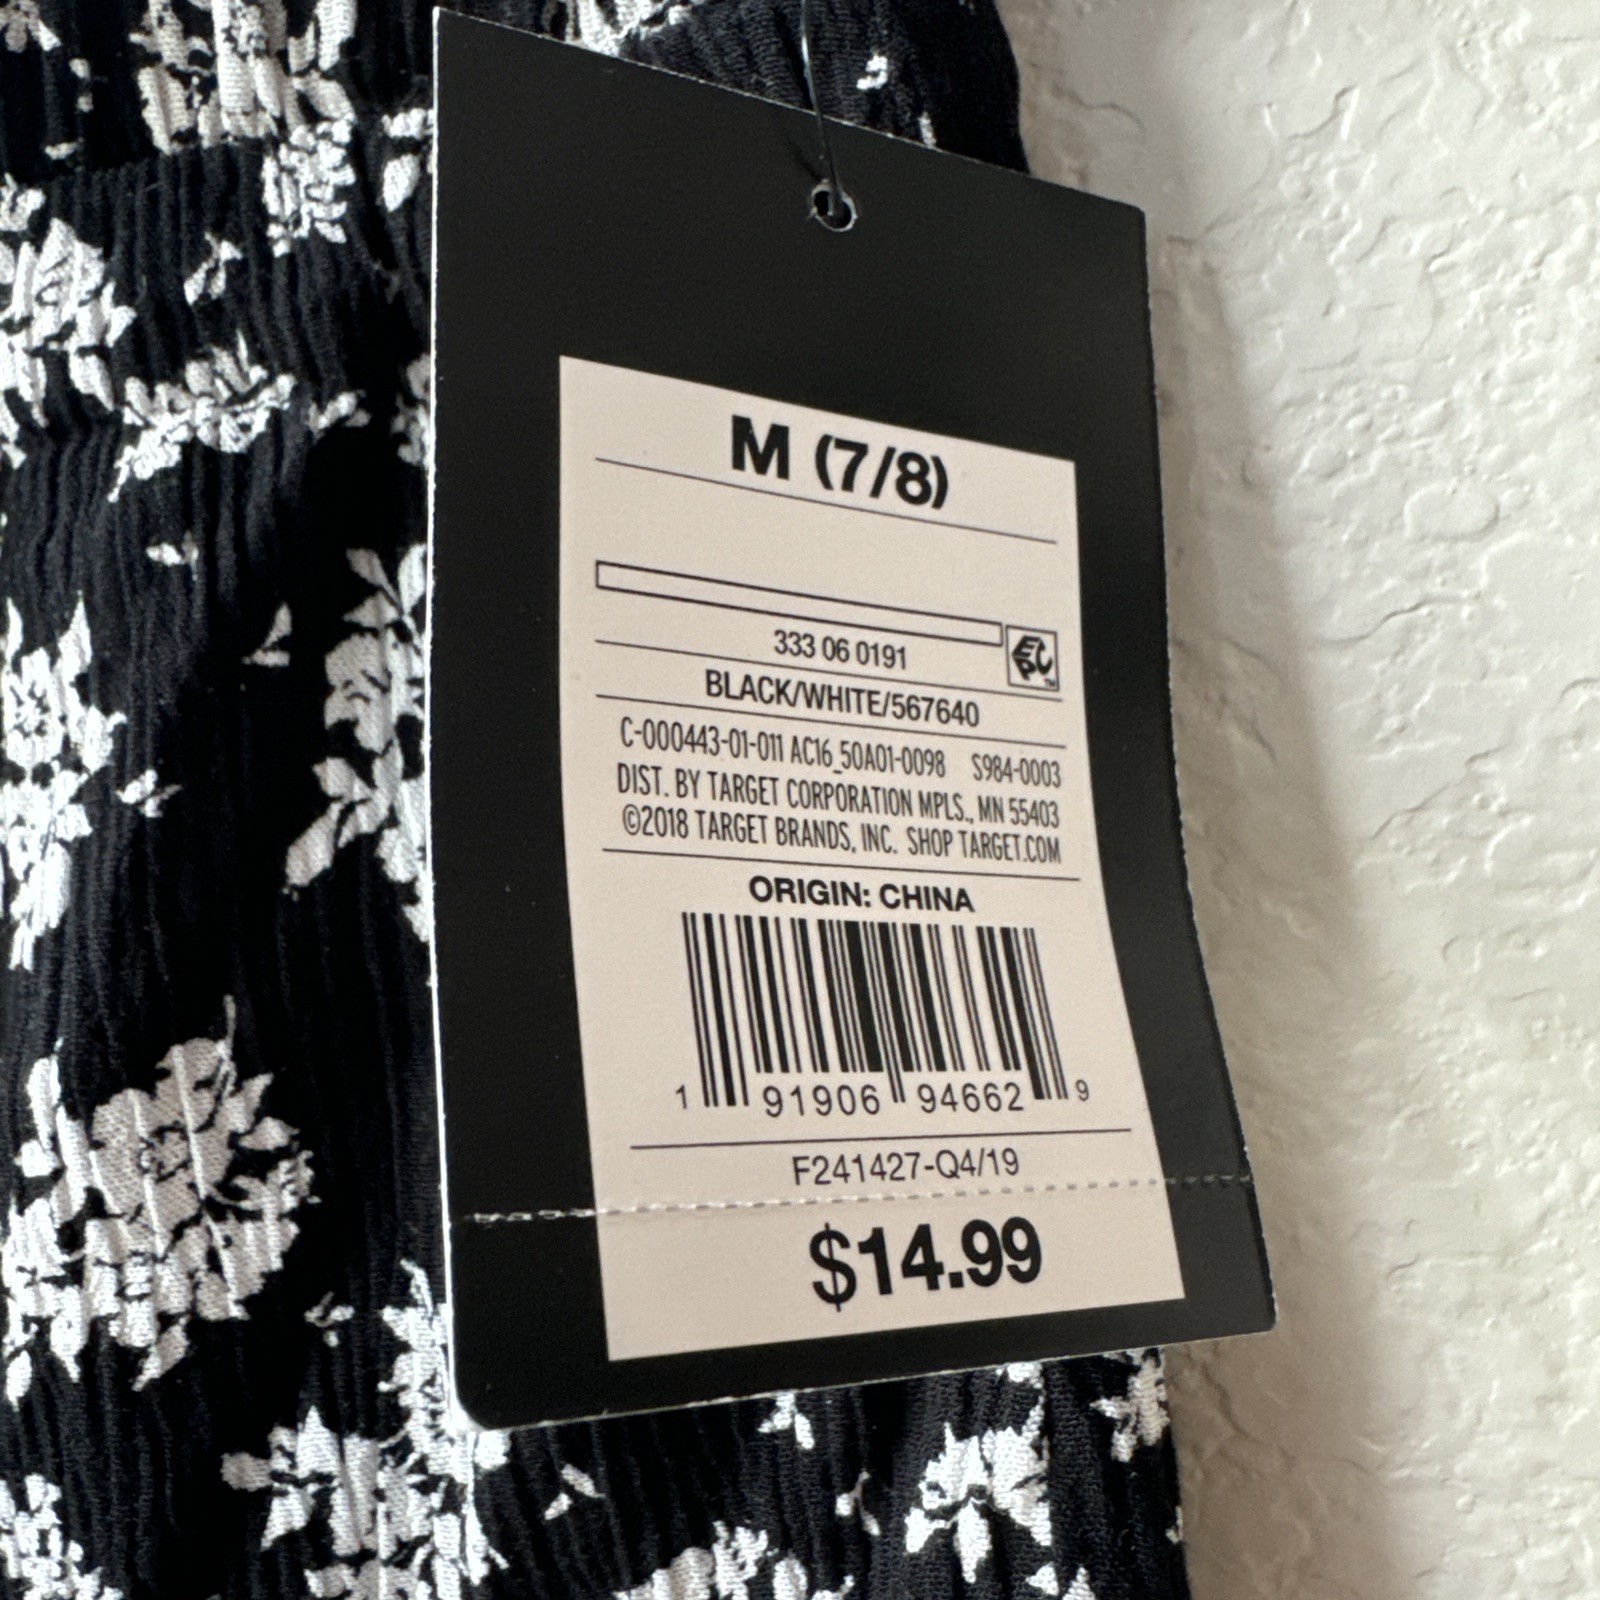 M (7/8)
333 06 0191
EPC™
BLACK/WHITE/567640
C-000443-01-011 AC16_50A01-0098 S984-0003
DIST. BY TARGET CORPORATION MPLS., MN 55403
©2018 TARGET BRANDS, INC. SHOP TARGET.COM
ORIGIN: CHINA
1 91906 94662 9
F241427-Q4/19
$14.99